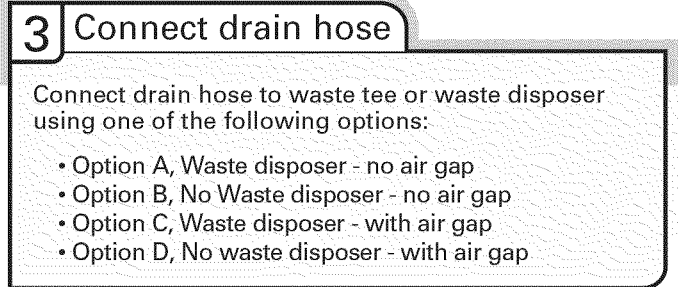 3 Connect drain hose
Connect drain hose to waste tee or waste disposer
using one of the following options:
• Option A, Waste disposer - no air gap
• Option B, No Waste disposer - no air gap
• Option C, Waste disposer - with air gap
• Option D, No waste disposer - with air gap